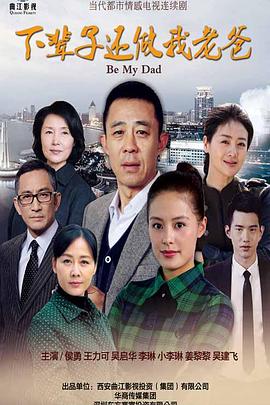 曲江影视
QUJIANG FILM&TV
当代都市情感电视连续剧
下辈子还做我老爸
Be My Dad
主演/侯勇 王力可 吴启华 李琳 小李琳 姜黎黎 吴建飞
出品单位:西安曲江影视投资(集团)有限公司
华商传媒集团